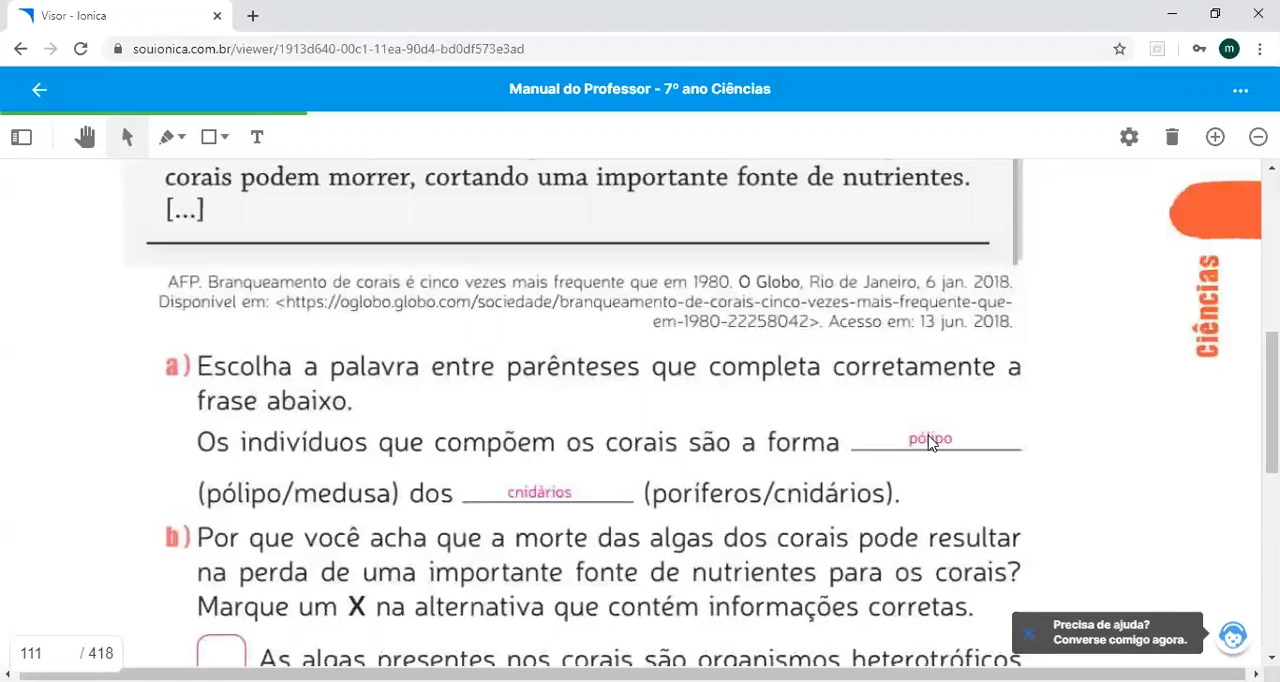 Visor - Ionica
souionica.com.br/viewer/1913d640-00c1-11ea-90d4-bd0df573e3ad
m
Manual do Professor - 7º ano Ciências
T
corais podem morrer, cortando uma importante fonte de nutrientes.
[...]
AFP. Branqueamento de corais é cinco vezes mais frequente que em 1980. O Globo, Rio de Janeiro, 6 jan. 2018.
Disponível em: <https://oglobo.globo.com/sociedade/branqueamento-de-corais-cinco-vezes-mais-frequente-que-
em-1980-22258042>. Acesso em: 13 jun. 2018.
Ciências
a) Escolha a palavra entre parênteses que completa corretamente a
frase abaixo.
Os indivíduos que compõem os corais são a forma pólipo
(pólipo/medusa) dos cnidários (poríferos/cnidários).
b) Por que você acha que a morte das algas dos corais pode resultar
na perda de uma importante fonte de nutrientes para os corais?
Marque um X na alternativa que contém informações corretas.
As algas presentes nos corais são organismos heterotróficos
Precisa de ajuda?
Converse comigo agora.
111 / 418